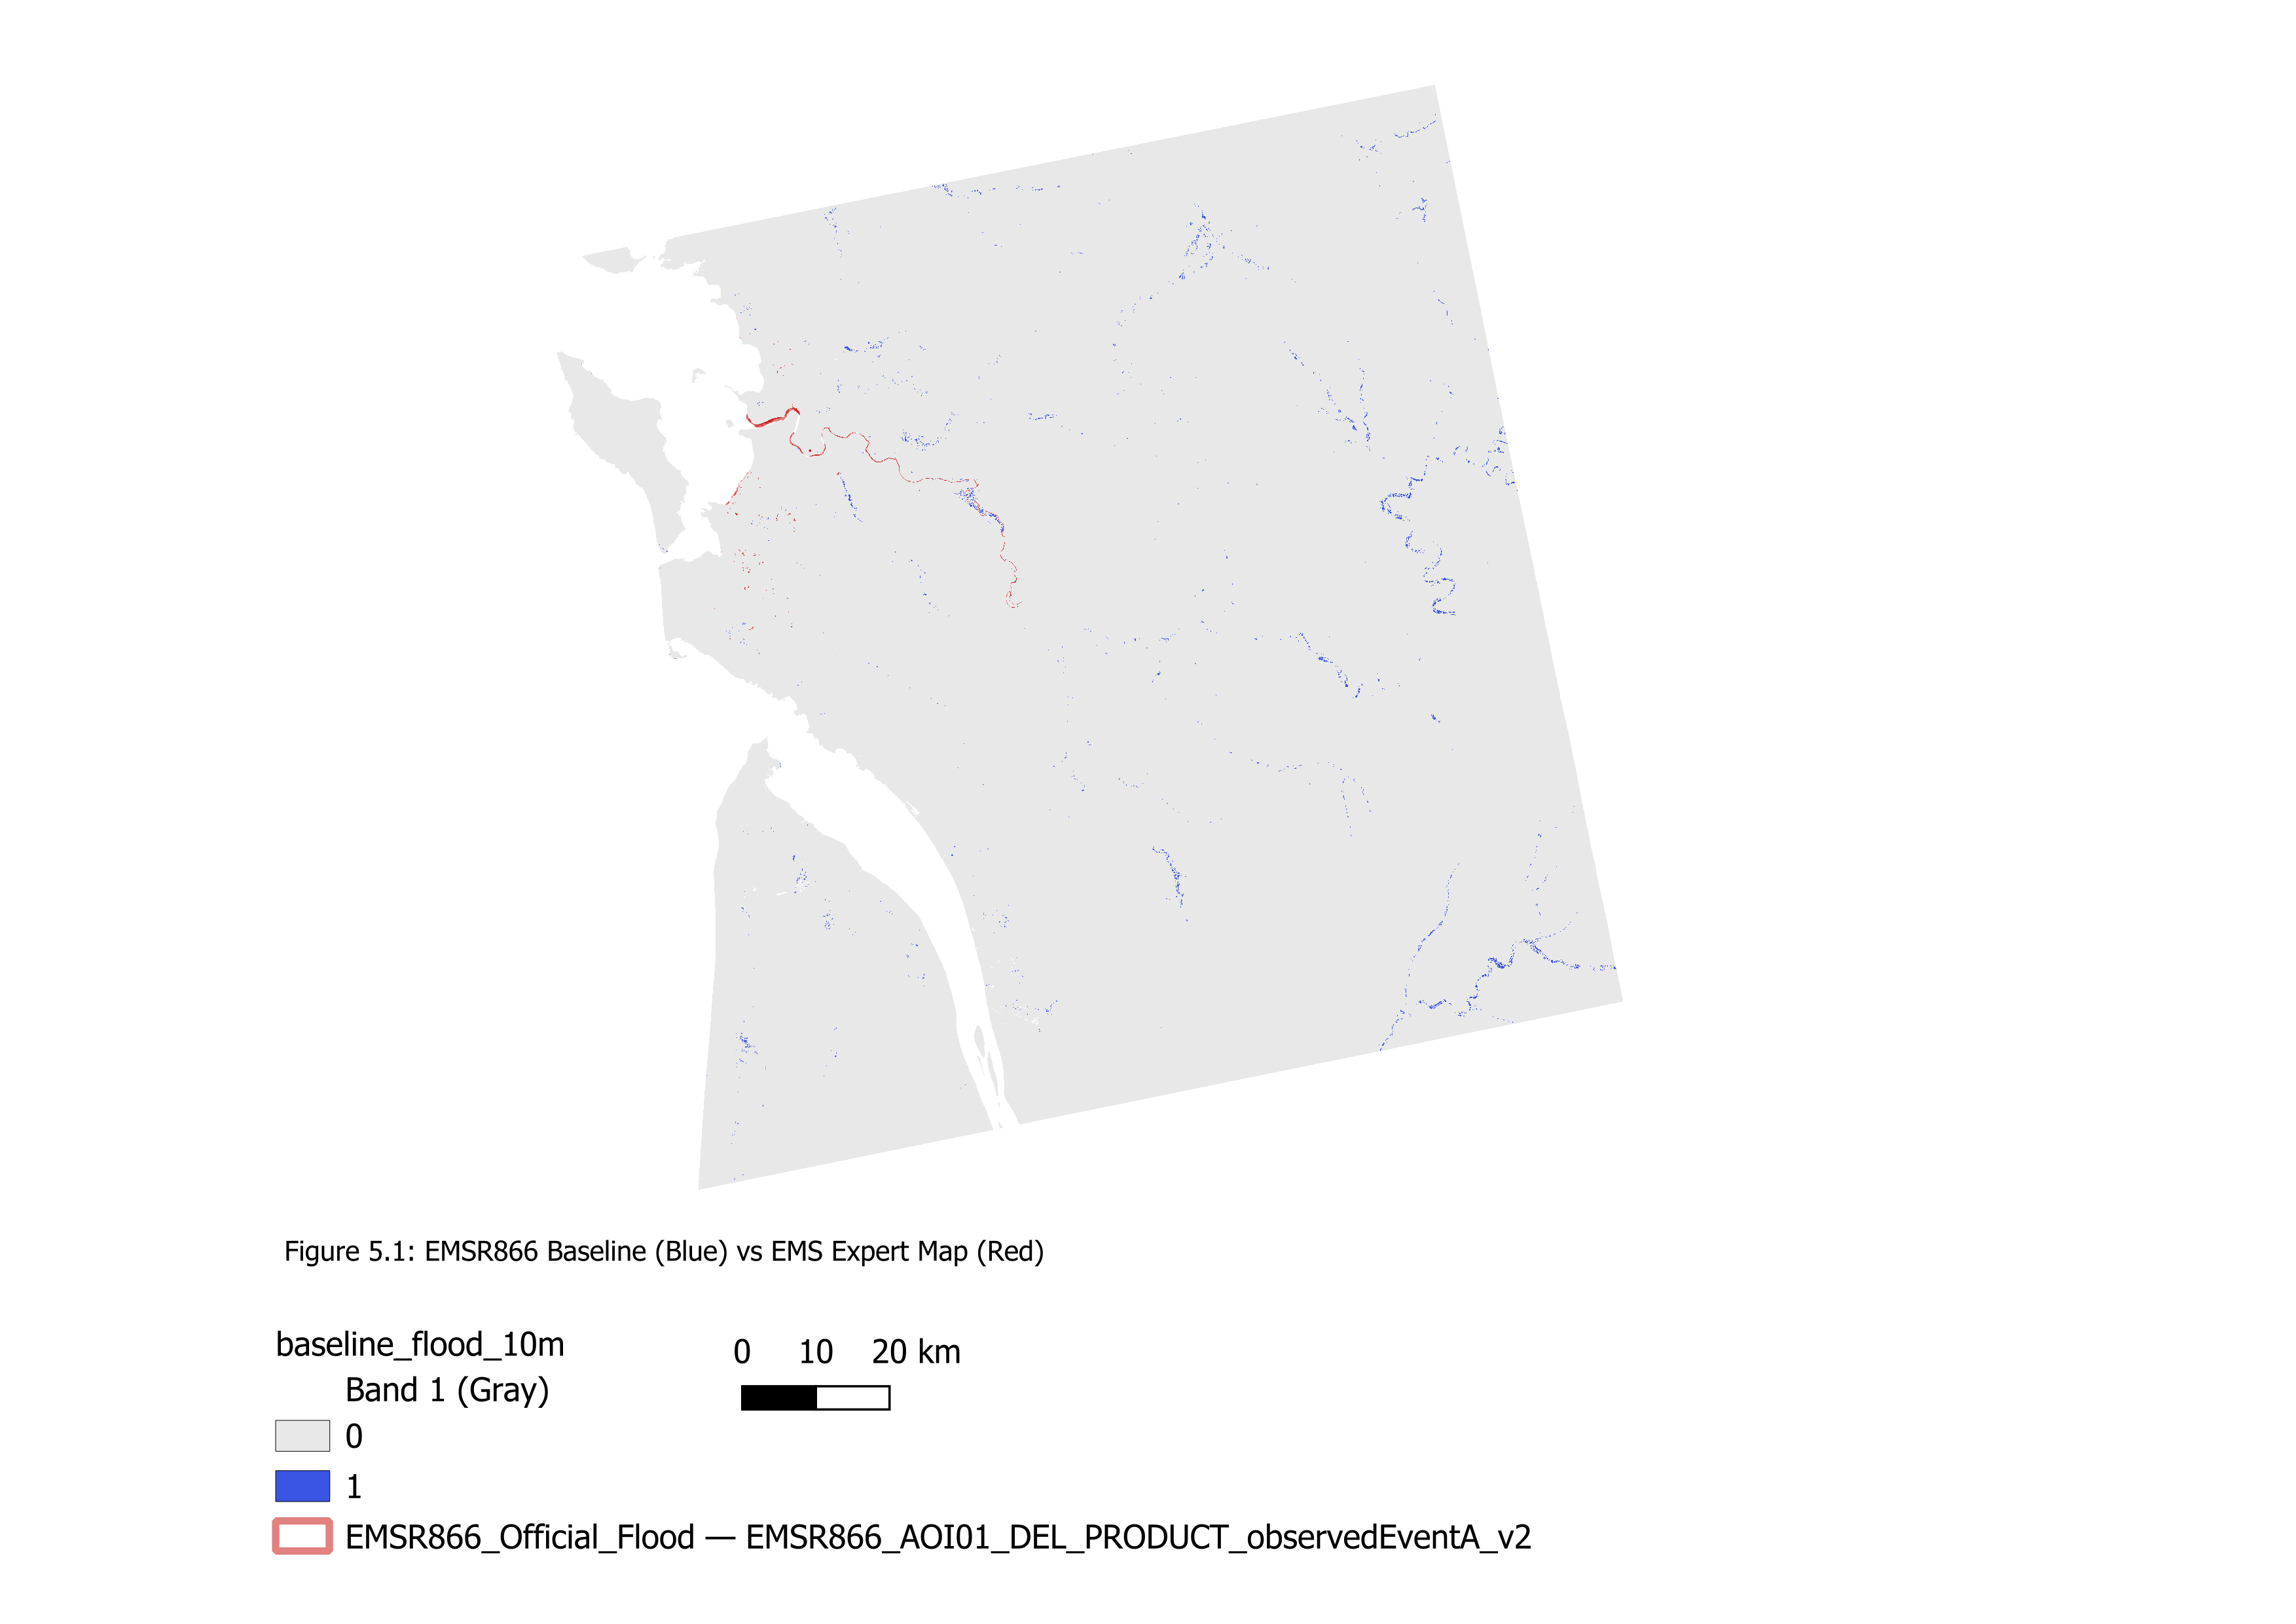 Figure 5.1: EMSR866 Baseline (Blue) vs EMS Expert Map (Red)
baseline_flood_10m
Band 1 (Gray)
0
1
EMSR866_Official_Flood — EMSR866_AOI01_DEL_PRODUCT_observedEventA_v2
0 10 20 km